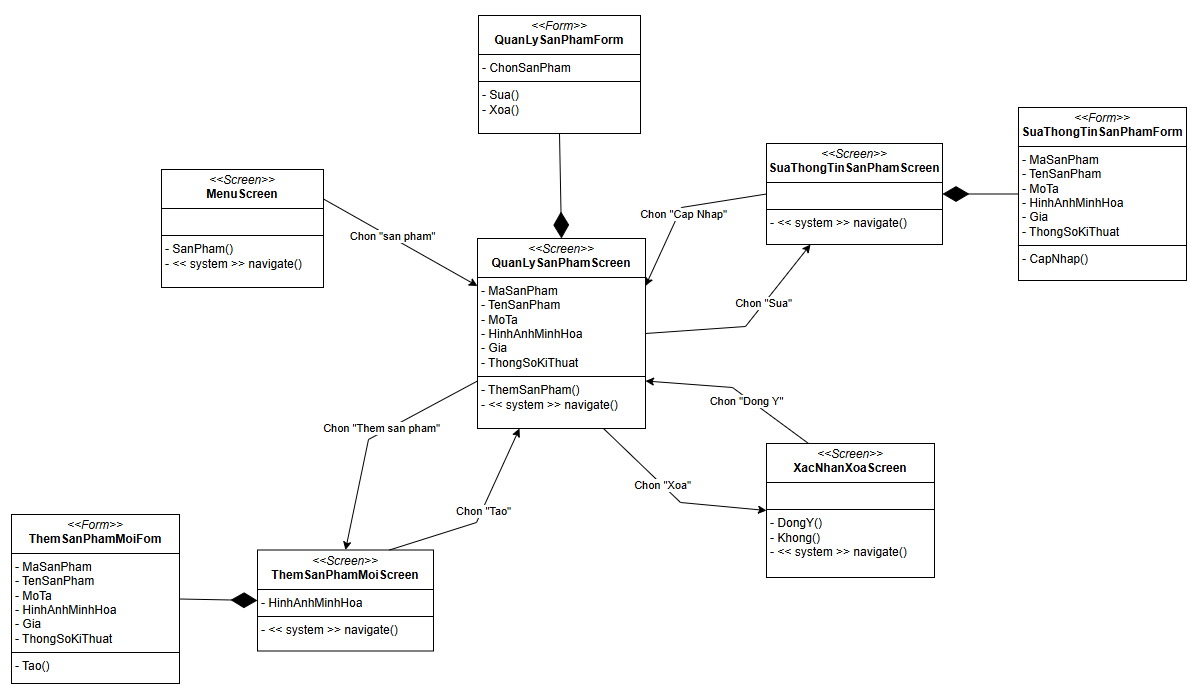 <<Form>>
QuanLySanPhamForm
- ChonSanPham
- Sua()
- Xoa()
<<Form>>
SuaThongTinSanPhamForm
- MaSanPham
- TenSanPham
- MoTa
- HinhAnhMinhHoa
- Gia
- ThongSoKiThuat
- CapNhap()
<<Screen>>
SuaThongTinSanPhamScreen
- << system >> navigate()
<<Screen>>
MenuScreen
- SanPham()
- << system >> navigate()
Chon "san pham"
Chon "Cap Nhap"
<<Screen>>
QuanLySanPhamScreen
- MaSanPham
- TenSanPham
- MoTa
- HinhAnhMinhHoa
- Gia
- ThongSoKiThuat
- ThemSanPham()
- << system >> navigate()
Chon "Sua"
Chon "Dong Y"
Chon "Them san pham"
Chon "Xoa"
Chon "Tao"
<<Screen>>
XacNhanXoaScreen
- DongY()
- Khong()
- << system >> navigate()
<<Form>>
ThemSanPhamMoiFom
- MaSanPham
- TenSanPham
- MoTa
- HinhAnhMinhHoa
- Gia
- ThongSoKiThuat
- Tao()
<<Screen>>
ThemSanPhamMoiScreen
- HinhAnhMinhHoa
- << system >> navigate()